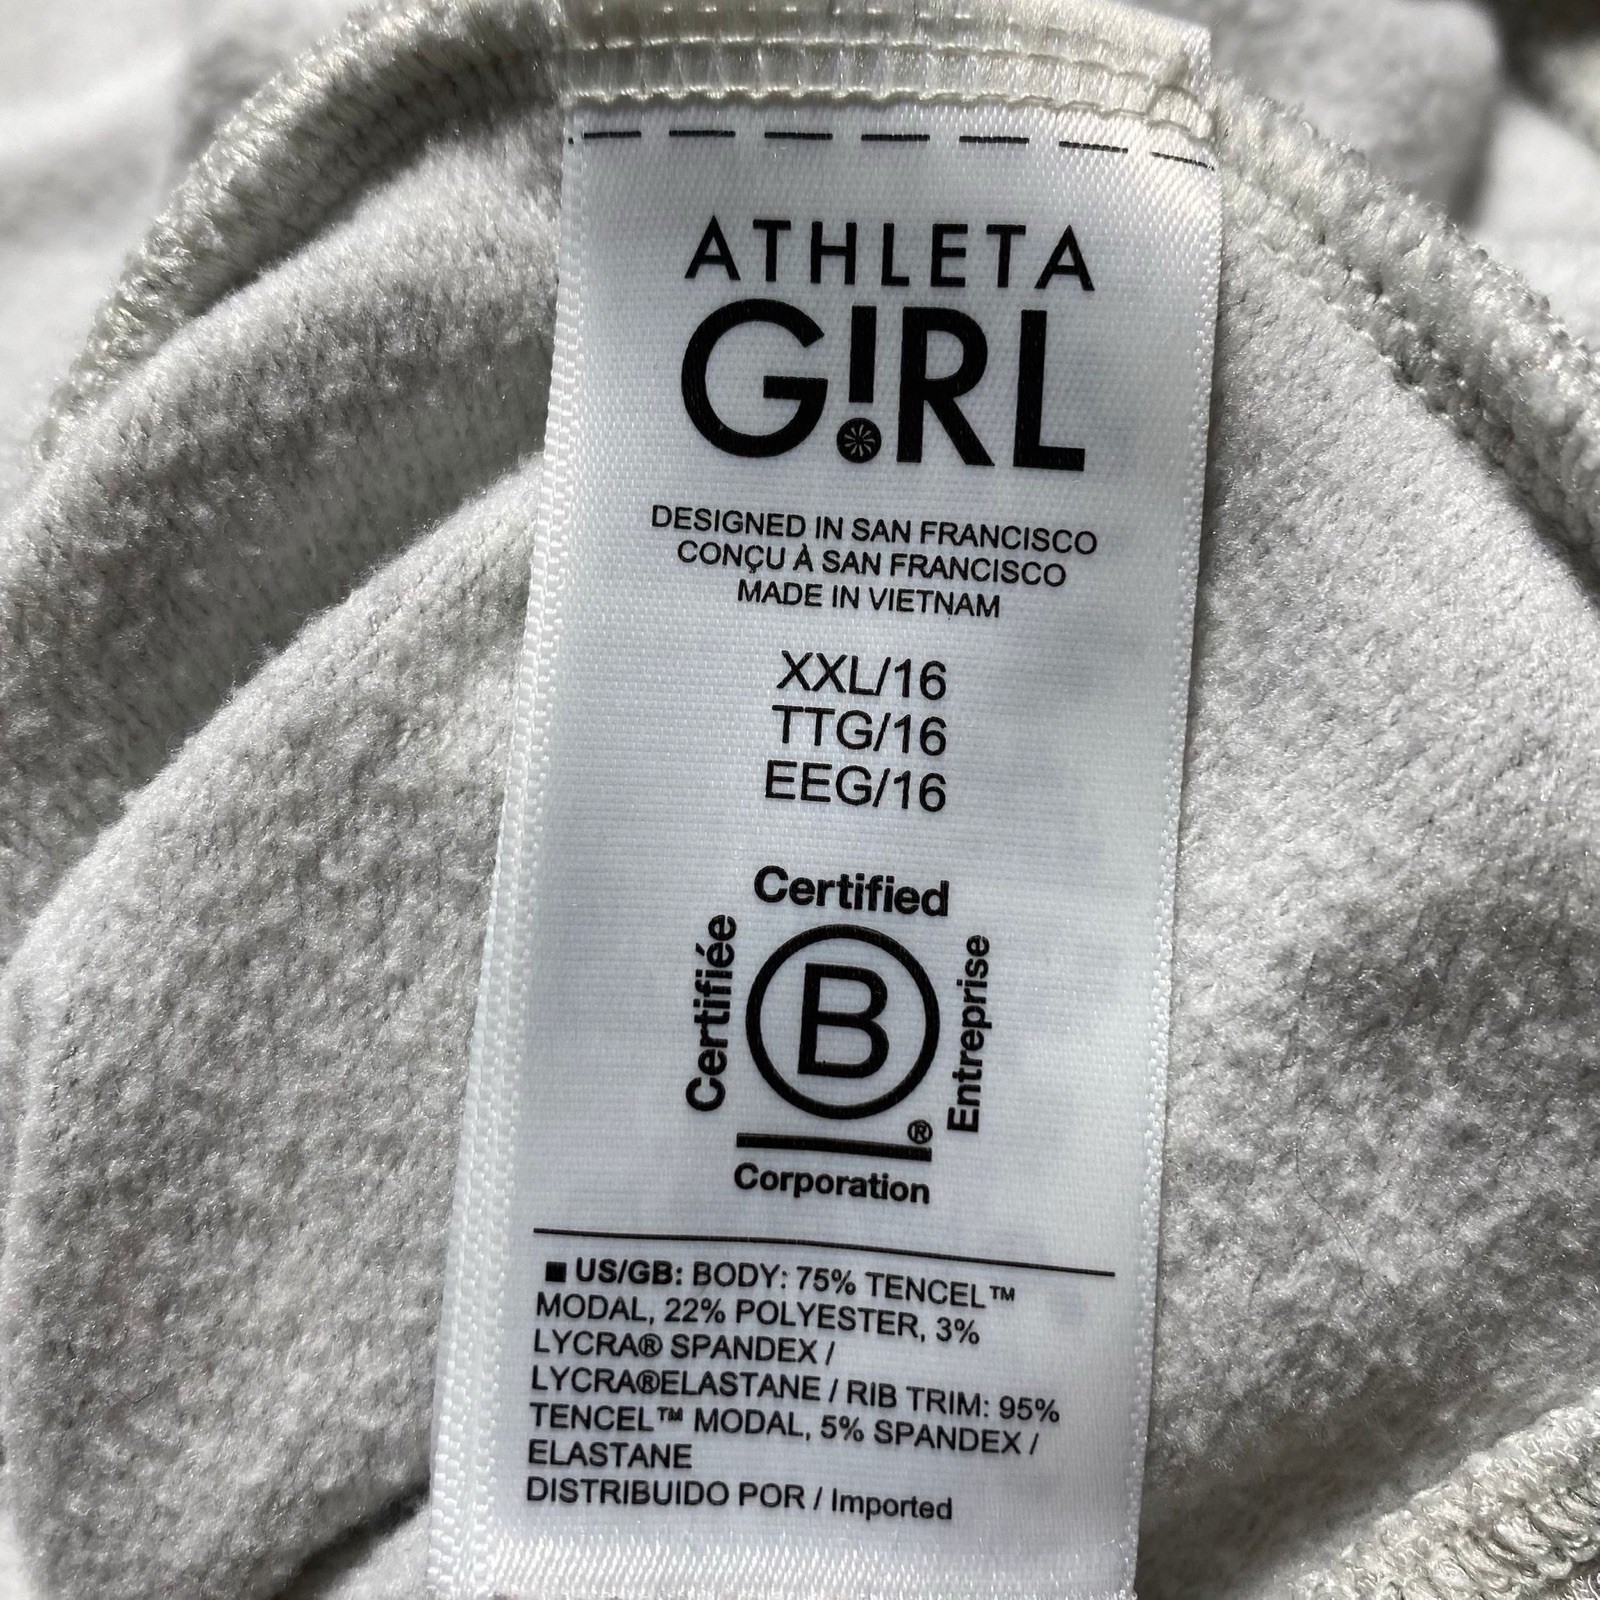 ATHLETA
G!RL
DESIGNED IN SAN FRANCISCO
CONÇU À SAN FRANCISCO
MADE IN VIETNAM
XXL/16
TTG/16
EEG/16
Certified
Certifiée
B
Entreprise
®
Corporation
■ US/GB: BODY: 75% TENCEL™
MODAL, 22% POLYESTER, 3%
LYCRA® SPANDEX /
LYCRA®ELASTANE / RIB TRIM: 95%
TENCEL™ MODAL, 5% SPANDEX /
ELASTANE
DISTRIBUIDO POR / Imported